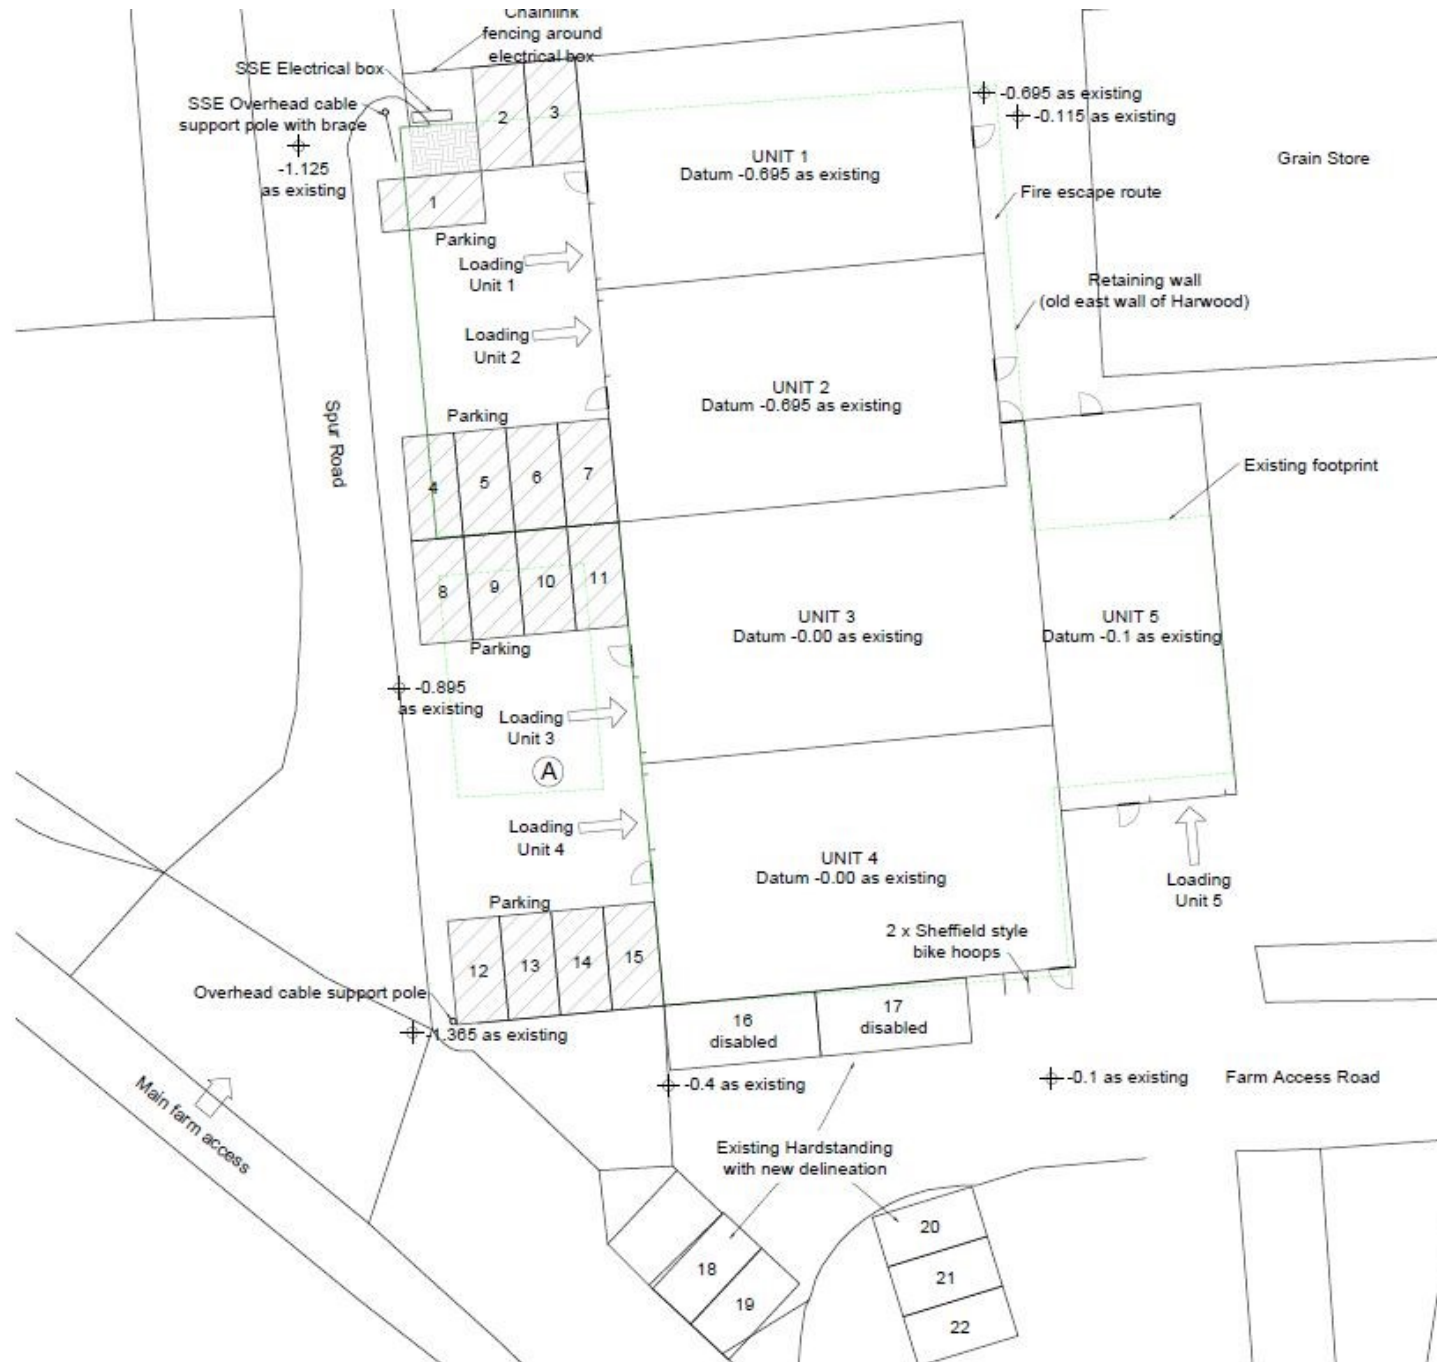 Chainlink
fencing around
electrical box
SSE Electrical box
SSE Overhead cable
support pole with brace
-1.125
as existing
2
3
1
Parking
Loading
Unit 1
Loading
Unit 2
UNIT 1
Datum -0.695 as existing
-0.695 as existing
-0.115 as existing
Grain Store
Fire escape route
Retaining wall
(old east wall of Harwood)
UNIT 2
Datum -0.695 as existing
Spur Road
Parking
4
5
6
7
8
9
10
11
Parking
Existing footprint
UNIT 3
Datum -0.00 as existing
UNIT 5
Datum -0.1 as existing
-0.895
as existing
Loading
Unit 3
A
Loading
Unit 4
UNIT 4
Datum -0.00 as existing
Loading
Unit 5
Parking
12
13
14
15
2 x Sheffield style
bike hoops
Overhead cable support pole
-1.365 as existing
16
disabled
17
disabled
-0.4 as existing
-0.1 as existing
Farm Access Road
Main farm access
Existing Hardstanding
with new delineation
18
19
20
21
22